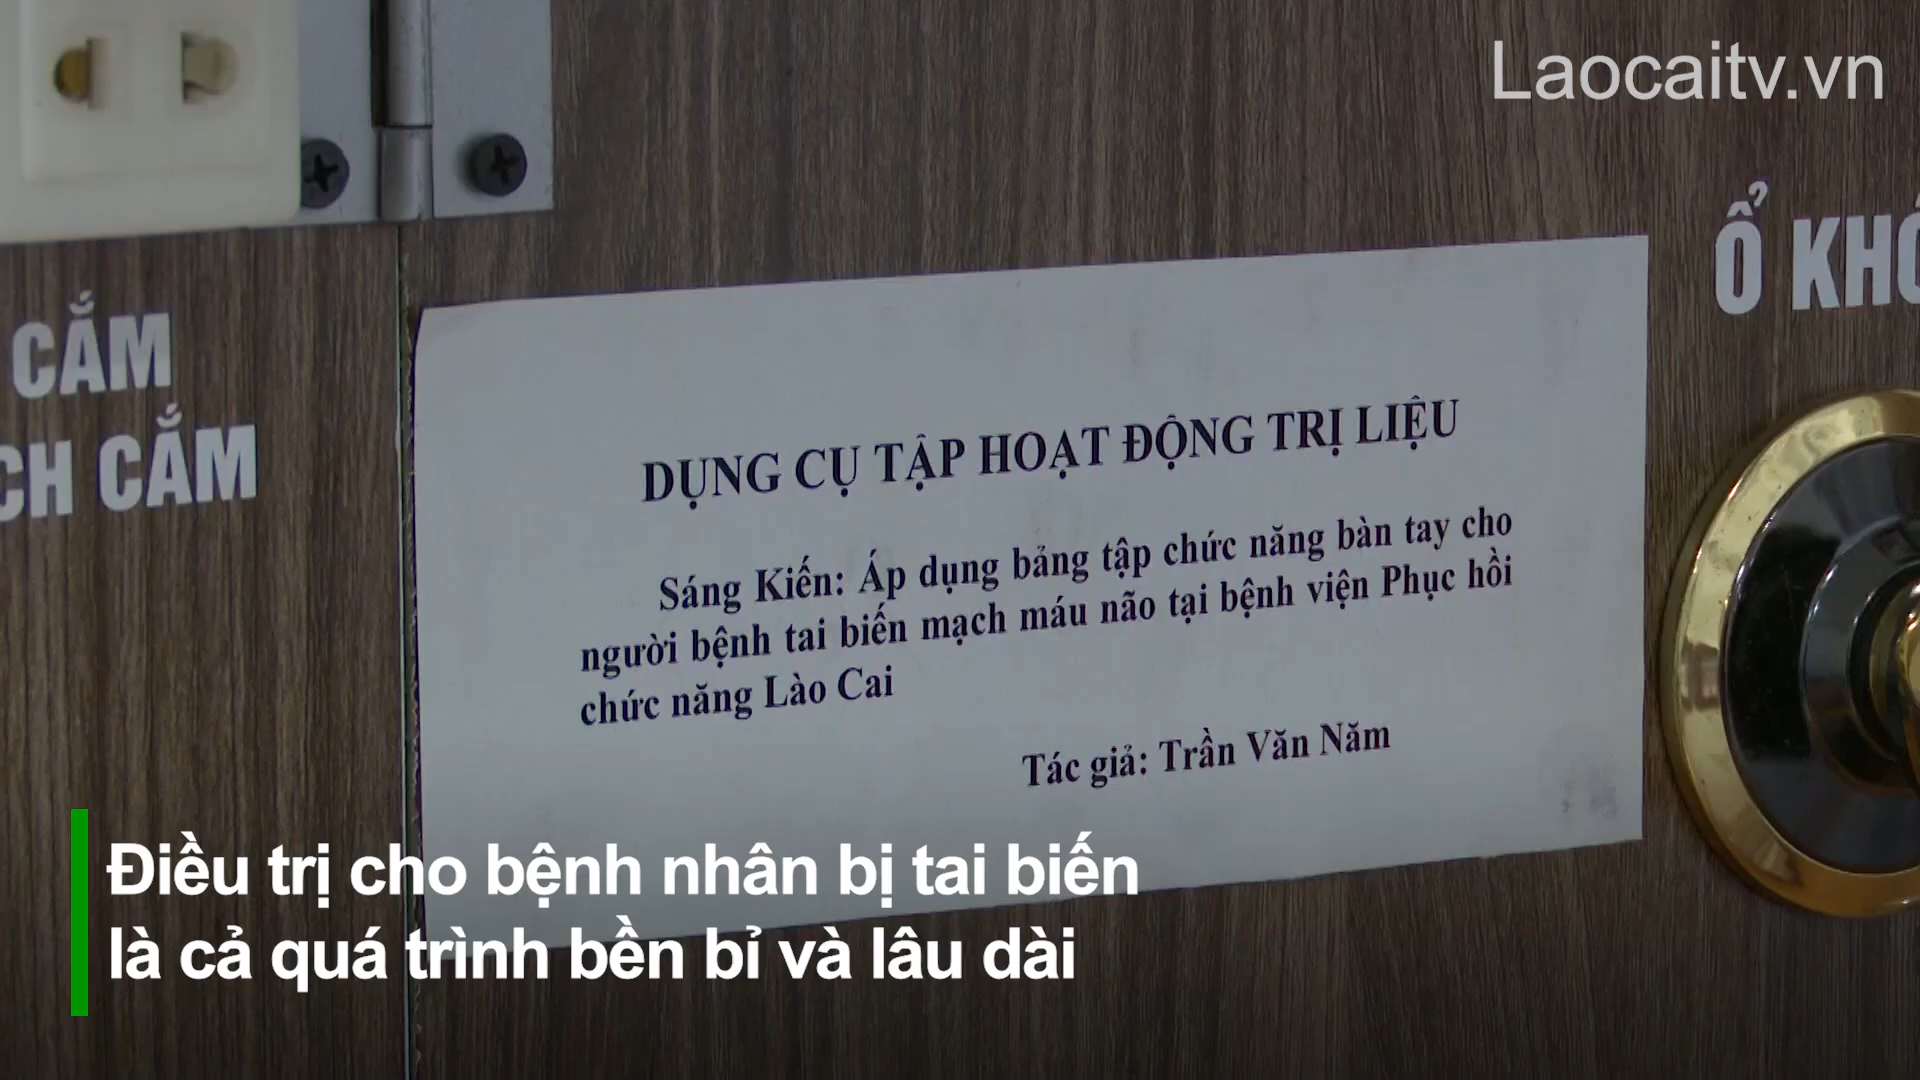 Laocaitv.vn
Ổ
CẮM
CẮM
DỤNG CỤ TẬP HOẠT ĐỘNG TRỊ LIỆU
Sáng Kiến: Áp dụng bảng tập chức năng bàn tay cho
người bệnh tai biến mạch máu não tại bệnh viện Phục hồi
chức năng Lào Cai
Tác giả: Trần Văn Năm
Điều trị cho bệnh nhân bị tai biến
là cả quá trình bền bỉ và lâu dài